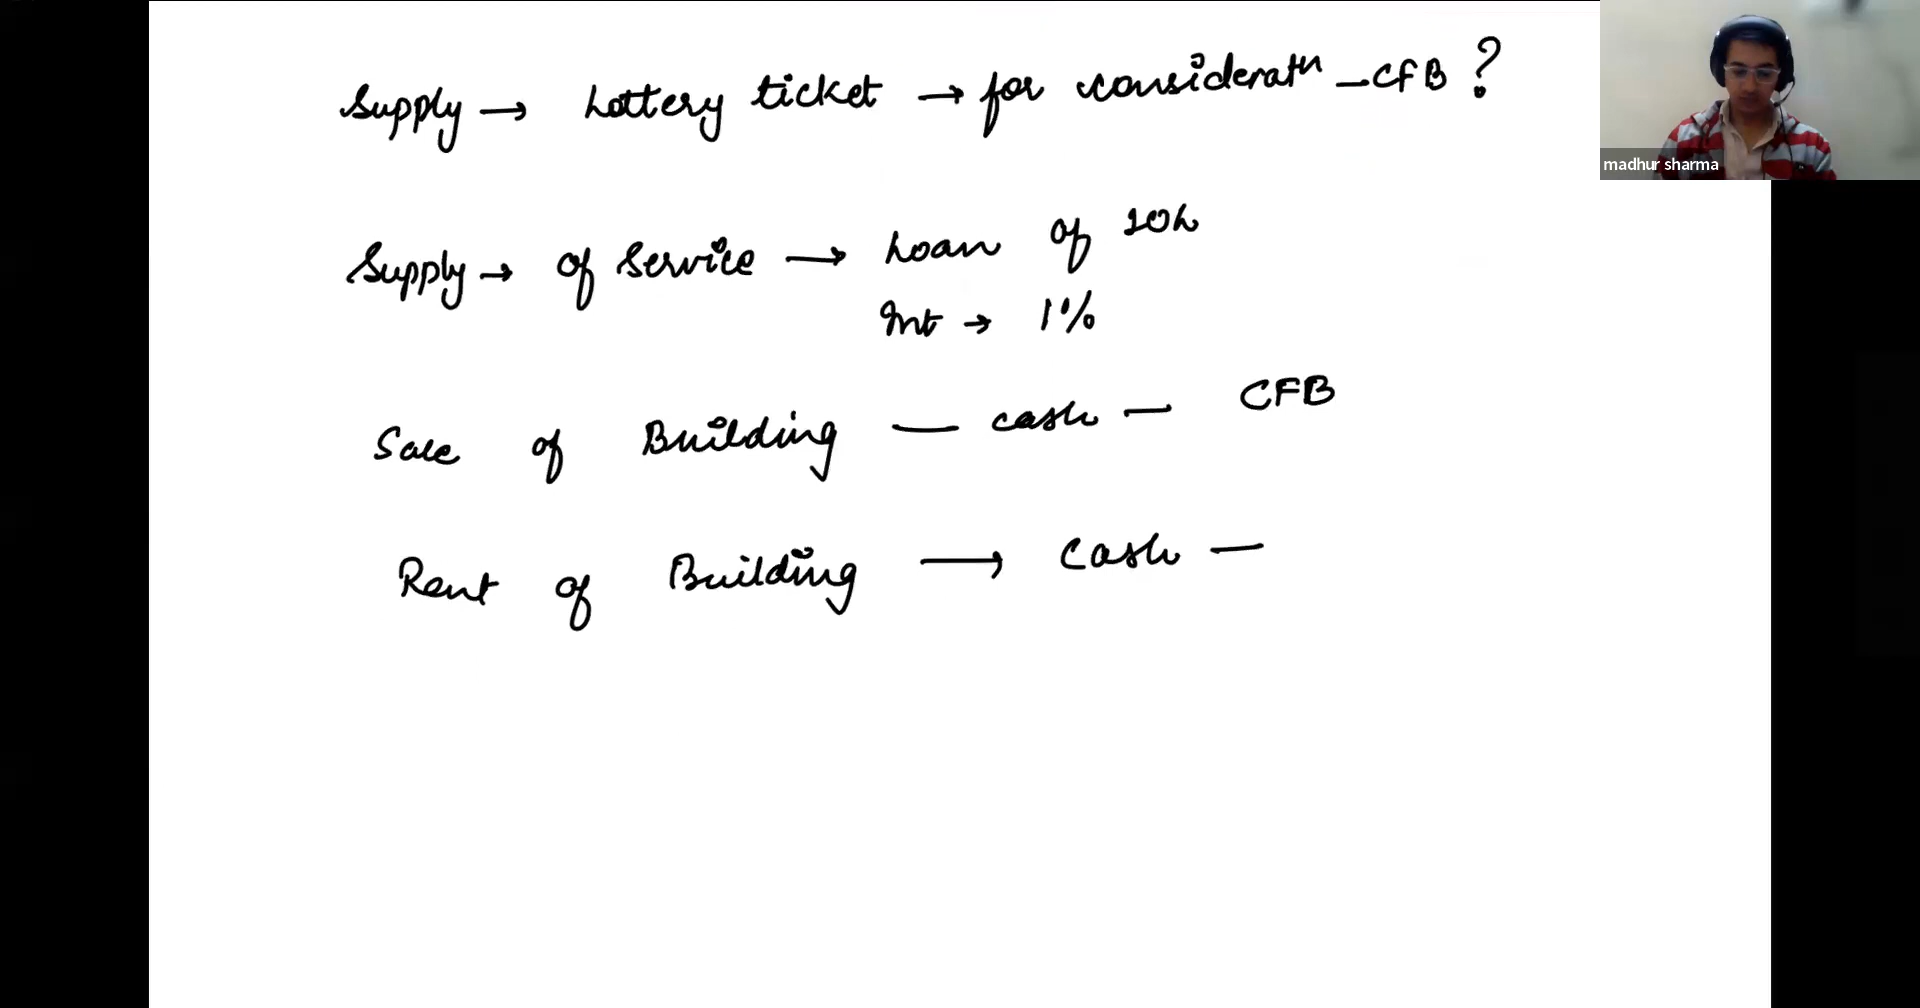 Supply → Lottery ticket → for considerath – CFB ?
madhur sharma
Supply → of Service → Loan of 10L
Int → 1%
Sale of Building — cash — CFB
Rent of Building → Cash —